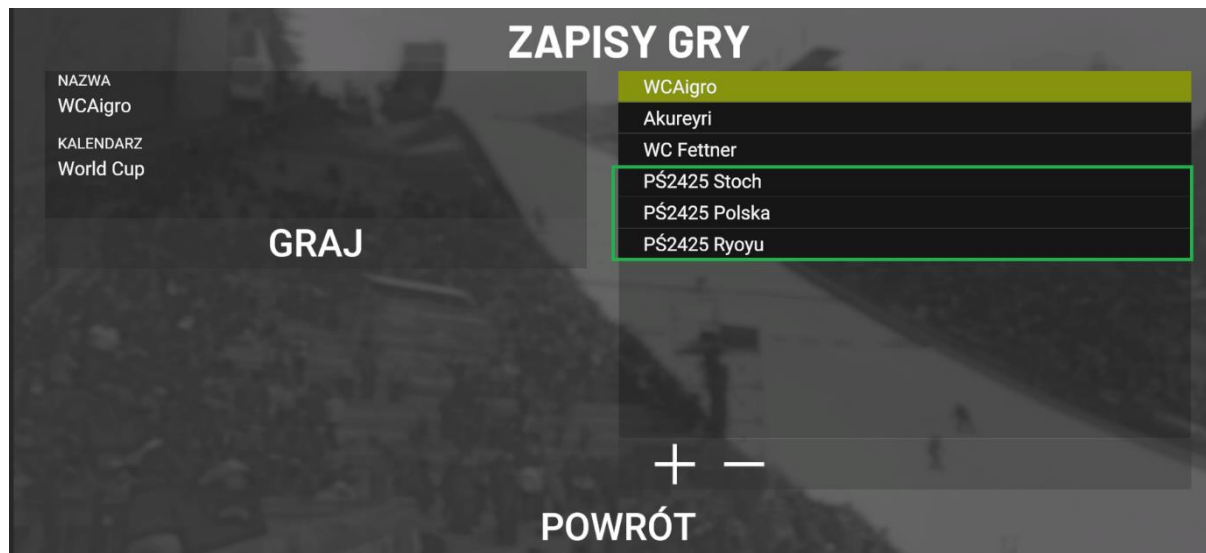 ZAPISY GRY
NAZWA
WCAigro
KALENDARZ
World Cup
GRAJ
WCAigro
Akureyri
WC Fettner
PŚ2425 Stoch
PŚ2425 Polska
PŚ2425 Ryoyu
+ −
POWRÓT